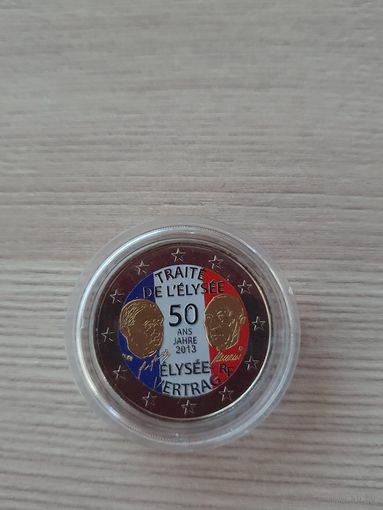 TRAITÉ
DE L'ÉLYSÉE
50
ANS
JAHRE
2013
ÉLYSÉE-
RF
VERTRAG